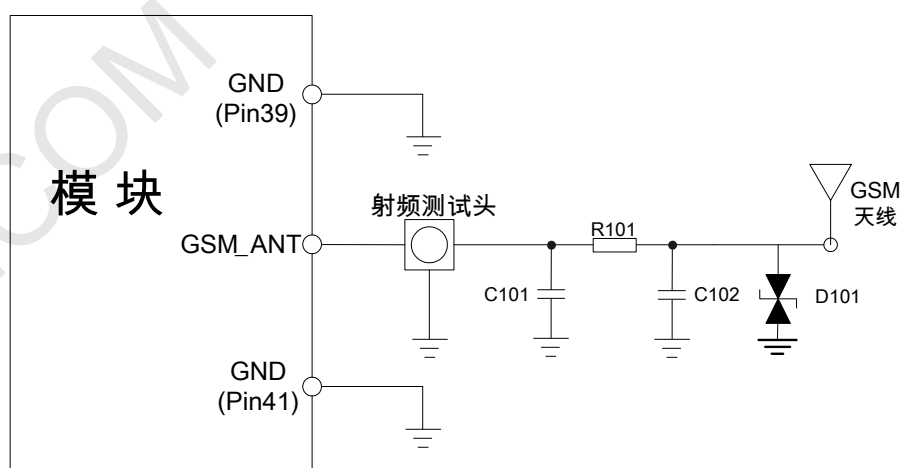 GND
(Pin39)
模 块
射频测试头
GSM
天线
GSM_ANT
R101
C101
C102
D101
GND
(Pin41)
.COM